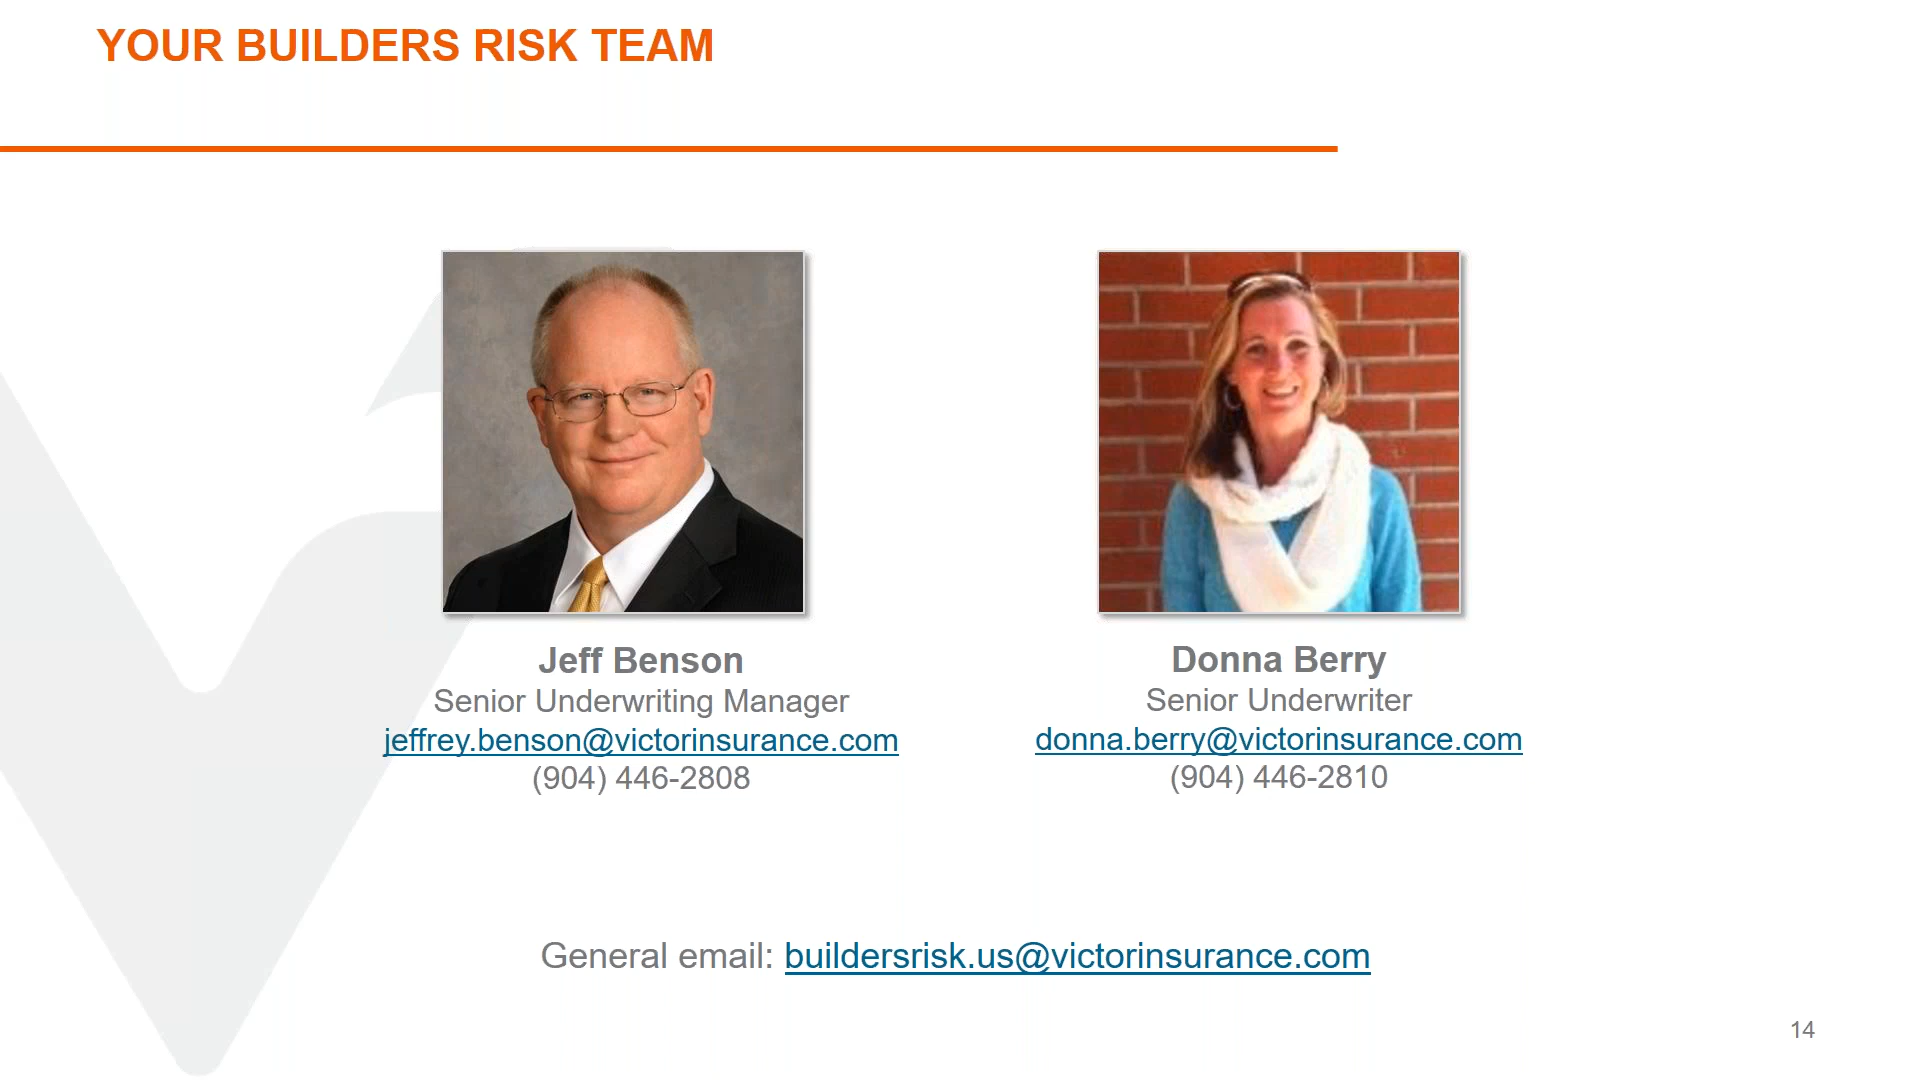 YOUR BUILDERS RISK TEAM
Jeff Benson
Senior Underwriting Manager
jeffrey.benson@victorinsurance.com
(904) 446-2808
Donna Berry
Senior Underwriter
donna.berry@victorinsurance.com
(904) 446-2810
General email: buildersrisk.us@victorinsurance.com
14